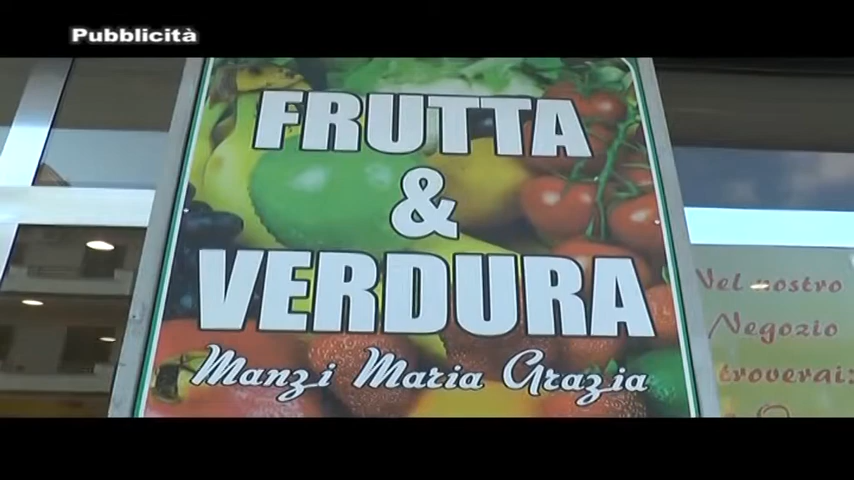 Pubblicità
FRUTTA
&
VERDURA
Manzi Maria Grazia
Nel nostro
Negozio
troverai: